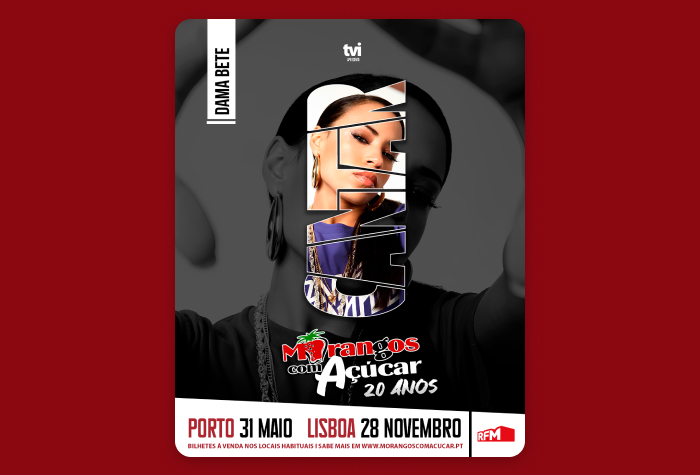 DAMA BETE
tvi
Morangos
com Açúcar
20 ANOS
PORTO 31 MAIO LISBOA 28 NOVEMBRO
BILHETES À VENDA NOS LOCAIS HABITUAIS I SABE MAIS EM WWW.MORANGOSCOMACUCAR.PT
RFM